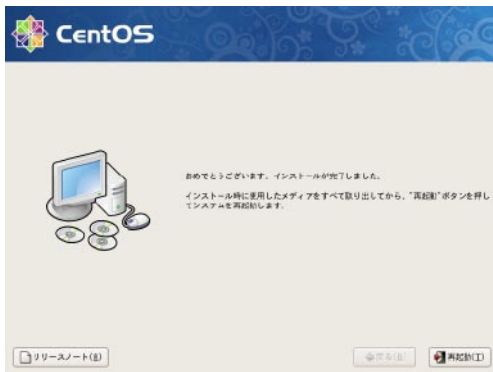 CentOS
おめでとうございます。インストールが完了しました。
インストール時に使用したメディアをすべて取り出してから、"再起動"ボタンを押し
てシステムを再起動します。
リリースノート(R)
戻る(B)
再起動(T)